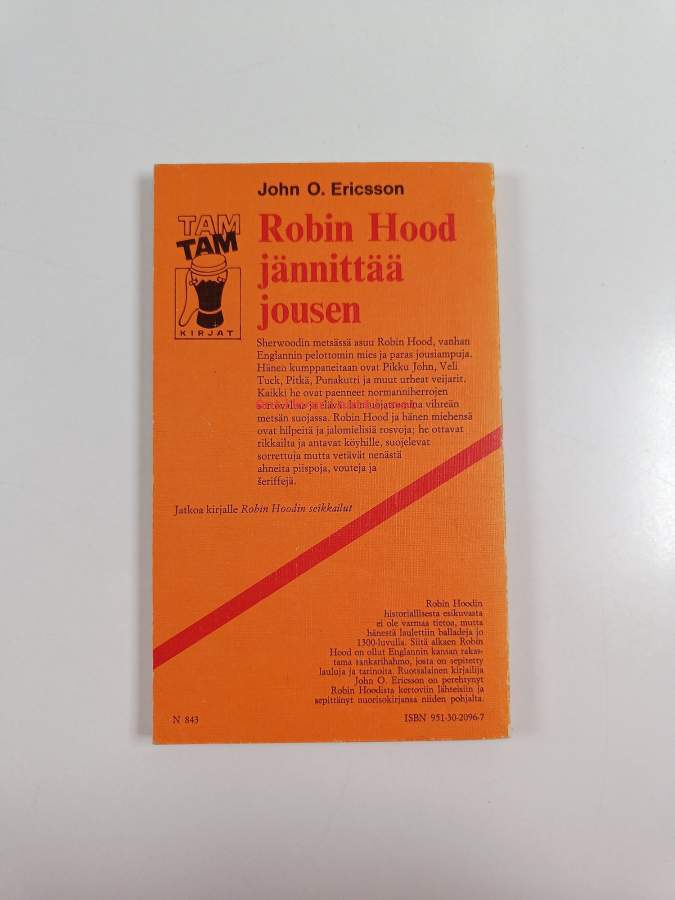 John O. Ericsson
TAM
TAM
KIRJAT
Robin Hood
jännittää
jousen
Sherwoodin metsässä asuu Robin Hood, vanhan
Englannin pelottomin mies ja paras jousiampuja.
Hänen kumppaneitaan ovat Pikku John, Veli
Tuck, Pitkä, Punakutri ja muut urheat veijarit.
Kaikki he ovat paenneet normanniherrojen
metsän suojassa. Robin Hood ja hänen miehensä
ovat hilpeitä ja jalomielisiä rosvoja; he ottavat
rikkailta ja antavat köyhille, suojelevat
sorrettuja mutta vetävät nenästä
ahneita piispoja, vouteja ja
šeriffejä.
Jatkoa kirjalle Robin Hoodin seikkailut
Robin Hoodin
historiallisesta esikuvasta
ei ole varmaa tietoa, mutta
hänestä laulettiin balladeja jo
1300-luvulla. Siitä alkaen Robin
Hood on ollut Englannin kansan rakas-
tama sankarihahmo, josta on sepitetty
lauluja ja tarinoita. Ruotsalainen kirjailija
John O. Ericsson on perehtynyt
Robin Hoodista kertoviin lähteisiin ja
sepittänyt nuorisokirjansa niiden pohjalta.
N 843
ISBN 951-30-2096-7